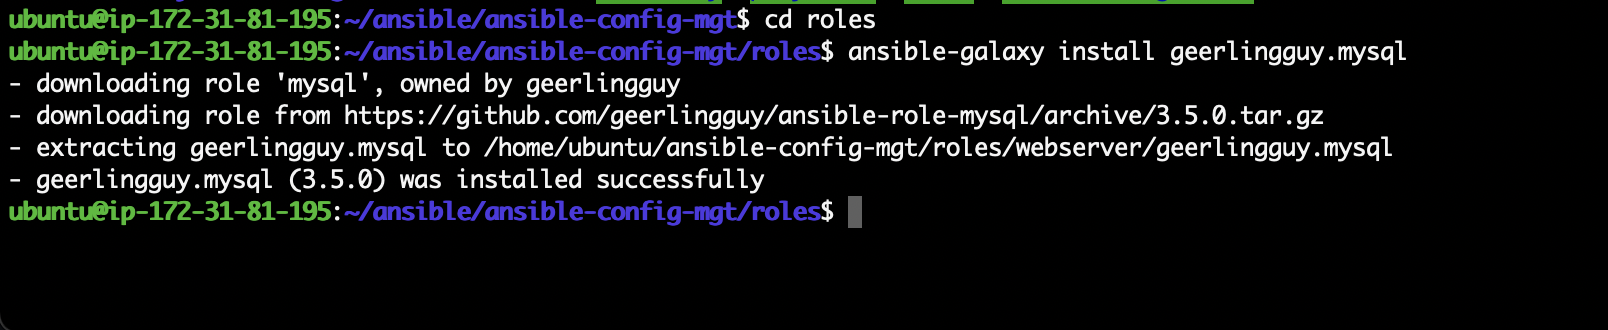 ubuntu@ip-172-31-81-195:~/ansible/ansible-config-mgt$ cd roles
ubuntu@ip-172-31-81-195:~/ansible/ansible-config-mgt/roles$ ansible-galaxy install geerlingguy.mysql
- downloading role 'mysql', owned by geerlingguy
- downloading role from https://github.com/geerlingguy/ansible-role-mysql/archive/3.5.0.tar.gz
- extracting geerlingguy.mysql to /home/ubuntu/ansible-config-mgt/roles/webserver/geerlingguy.mysql
- geerlingguy.mysql (3.5.0) was installed successfully
ubuntu@ip-172-31-81-195:~/ansible/ansible-config-mgt/roles$